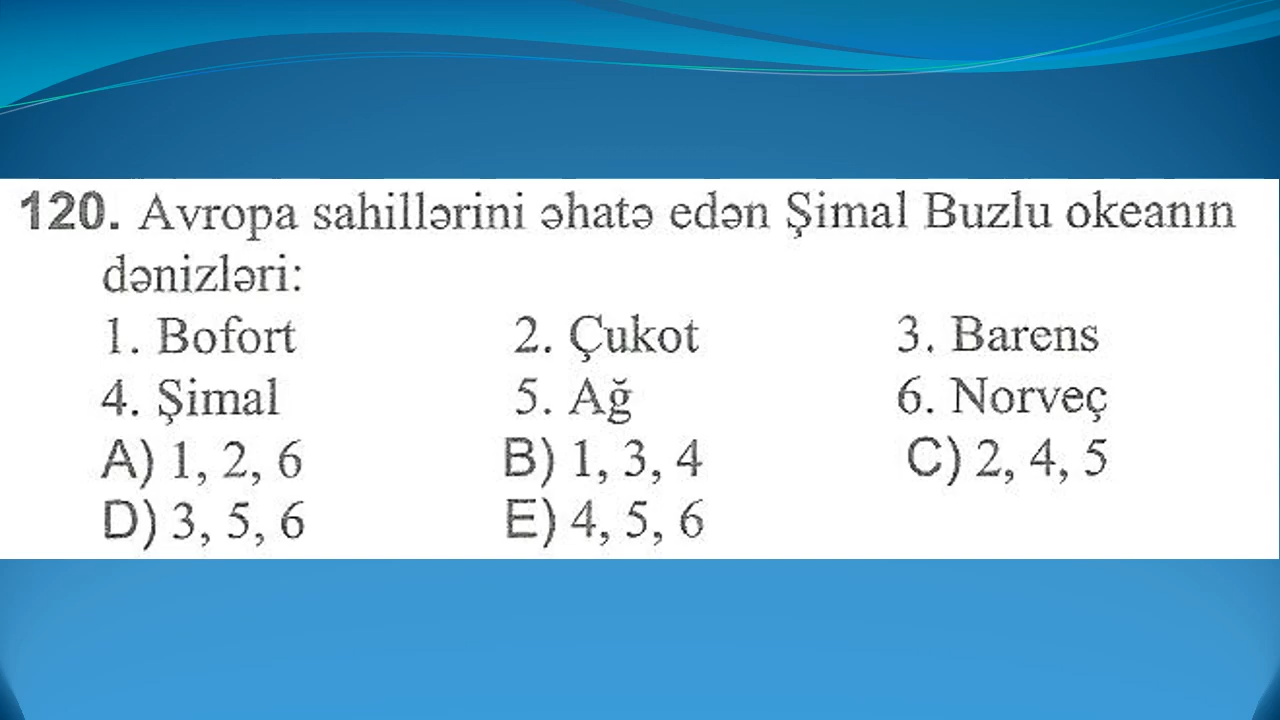 120. Avropa sahillərini əhatə edən Şimal Buzlu okeanın
dənizləri:
1. Bofort 2. Çukot 3. Barens
4. Şimal 5. Ağ 6. Norveç
A) 1, 2, 6 B) 1, 3, 4 C) 2, 4, 5
D) 3, 5, 6 E) 4, 5, 6